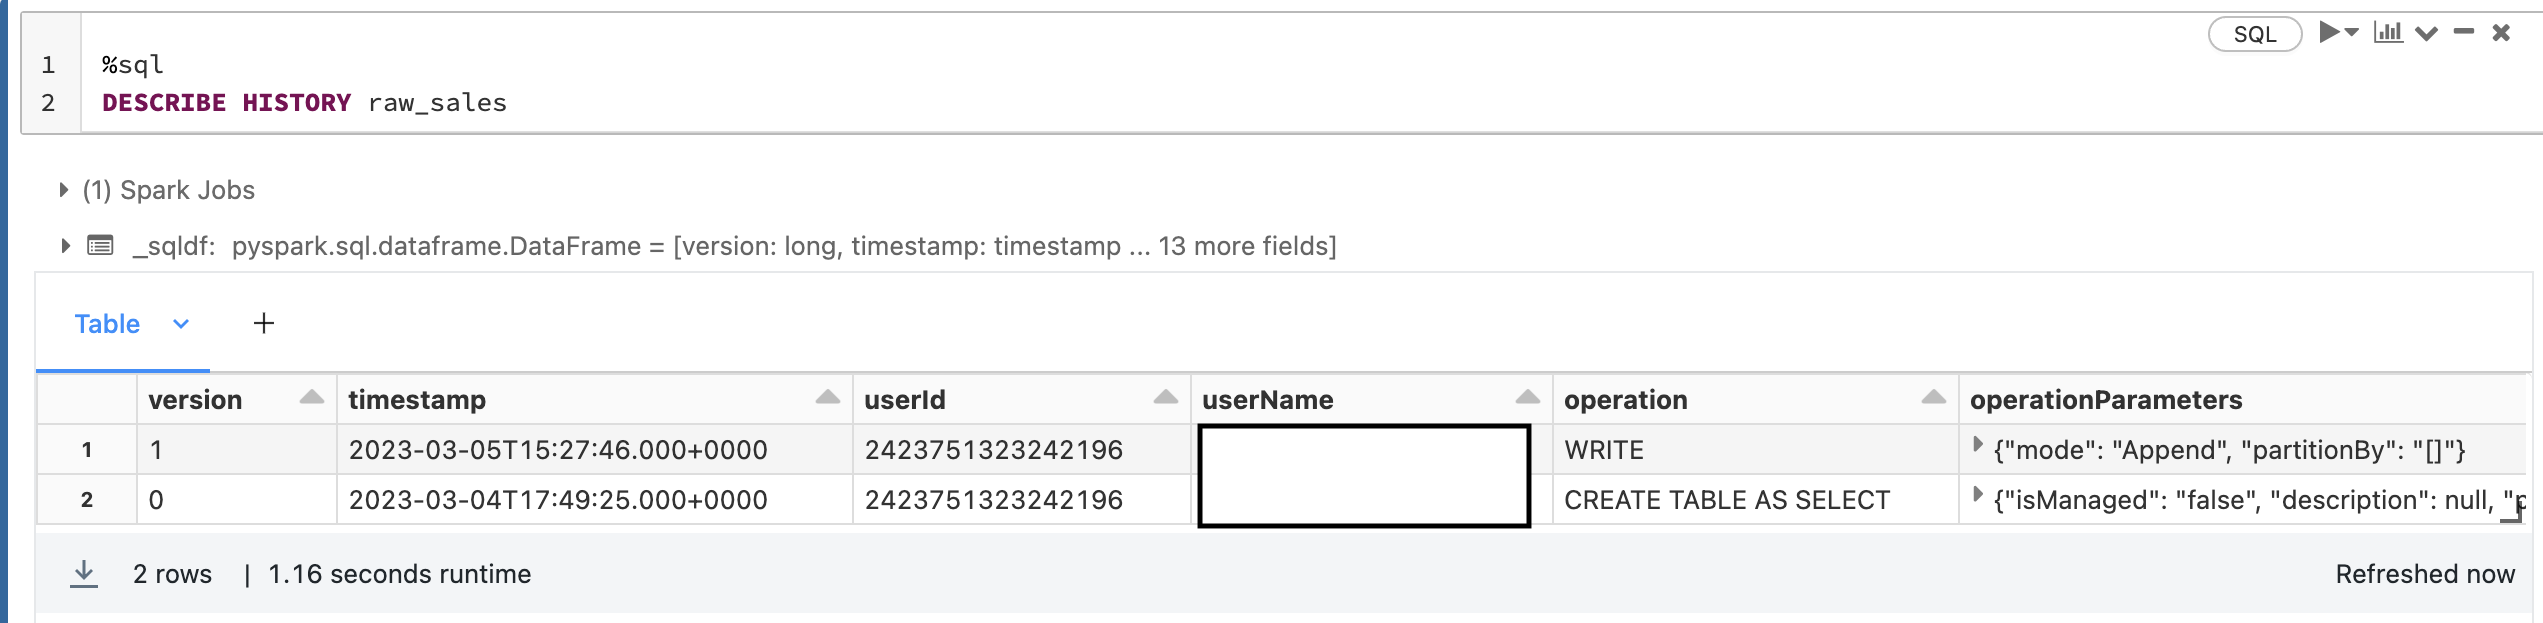 SQL
1 %sql
2 DESCRIBE HISTORY raw_sales
(1) Spark Jobs
_sqldf: pyspark.sql.dataframe.DataFrame = [version: long, timestamp: timestamp ... 13 more fields]
Table +
version timestamp userId userName operation operationParameters
1 1 2023-03-05T15:27:46.000+0000 2423751323242196 WRITE {"mode": "Append", "partitionBy": "[]"}
2 0 2023-03-04T17:49:25.000+0000 2423751323242196 CREATE TABLE AS SELECT {"isManaged": "false", "description": null, "p
2 rows | 1.16 seconds runtime Refreshed now